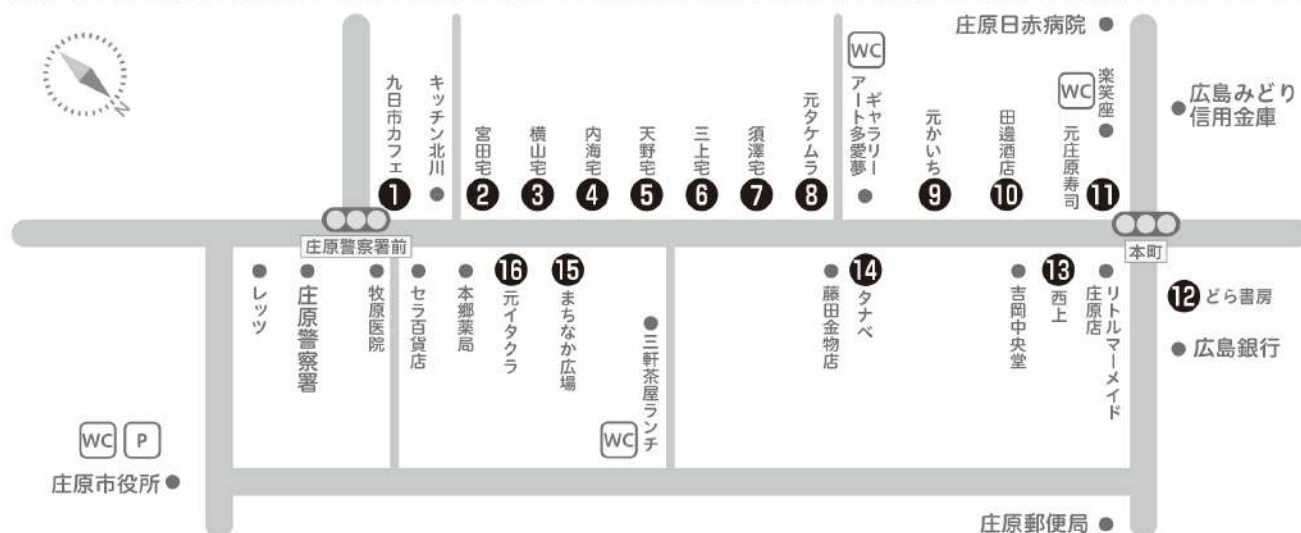 庄原日赤病院
WC
楽笑座
WC
広島みどり
信用金庫
九日市カフェ
キッチン北川
宮田宅
横山宅
内海宅
天野宅
三上宅
須澤宅
元タケムラ
ギャラリー
アート多愛夢
元かいち
田邊酒店
元庄原寿司
1
2
3
4
5
6
7
8
9
10
11
N
庄原警察署前
本町
レッツ
庄原警察署
牧原医院
セラ百貨店
本郷薬局
16
元イタクラ
15
まちなか広場
三軒茶屋ランチ
WC
藤田金物店
14
タナベ
吉岡中央堂
13
西上
リトルマーメイド
庄原店
12 どら書房
広島銀行
WC P
庄原市役所
庄原郵便局